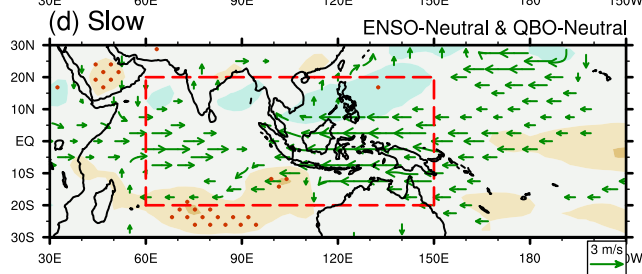 (d) Slow
ENSO-Neutral & QBO-Neutral
30N
20N
10N
EQ
10S
20S
30S
30E 60E 90E 120E 150E 180 150W
3 m/s